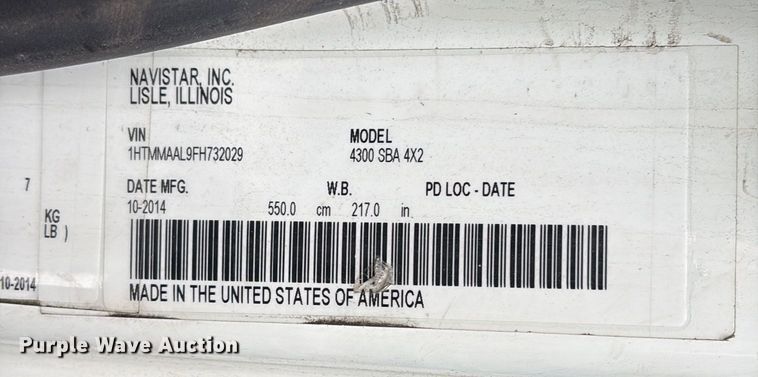 NAVISTAR, INC.
LISLE, ILLINOIS
VIN MODEL
1HTMMAAL9FH732029 4300 SBA 4X2
DATE MFG. W.B. PD LOC - DATE
10-2014 550.0 cm 217.0 in
MADE IN THE UNITED STATES OF AMERICA
7
KG
LB )
10-2014
Purple Wave Auction